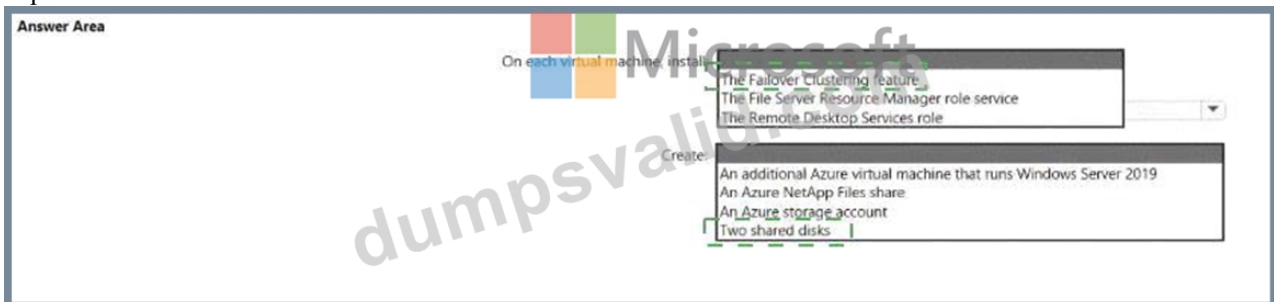 Answer Area
Microsoft
On each virtual machine, install:
The Failover Clustering feature
The File Server Resource Manager role service
The Remote Desktop Services role
Create:
An additional Azure virtual machine that runs Windows Server 2019
An Azure NetApp Files share
An Azure storage account
Two shared disks
dumpsvalid.com